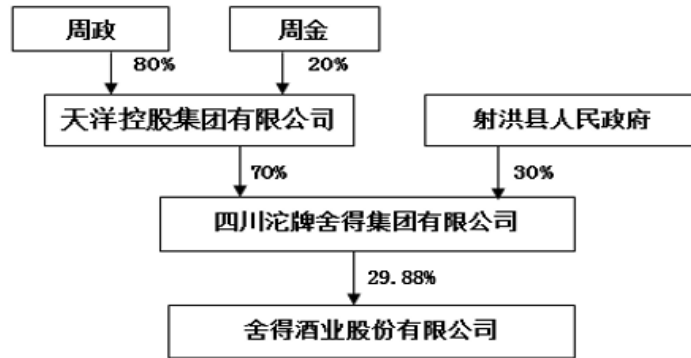 周政
周金
80%
20%
天洋控股集团有限公司
射洪县人民政府
70%
30%
四川沱牌舍得集团有限公司
29.88%
舍得酒业股份有限公司